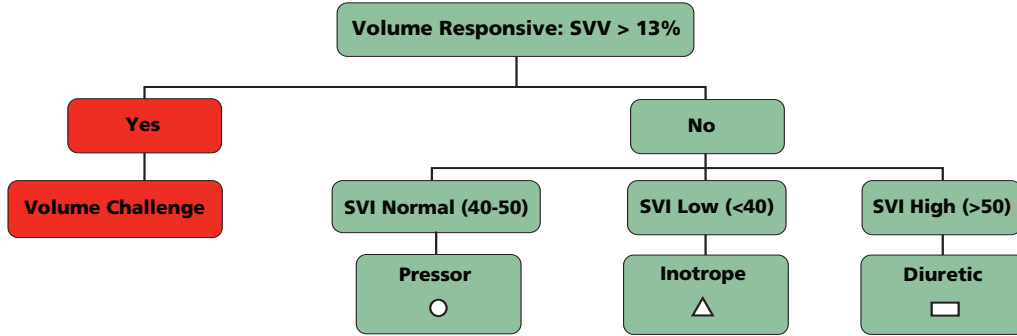 Volume Responsive: SVV > 13%
Yes
No
Volume Challenge
SVI Normal (40-50)
SVI Low (<40)
SVI High (>50)
Pressor
Inotrope
Diuretic